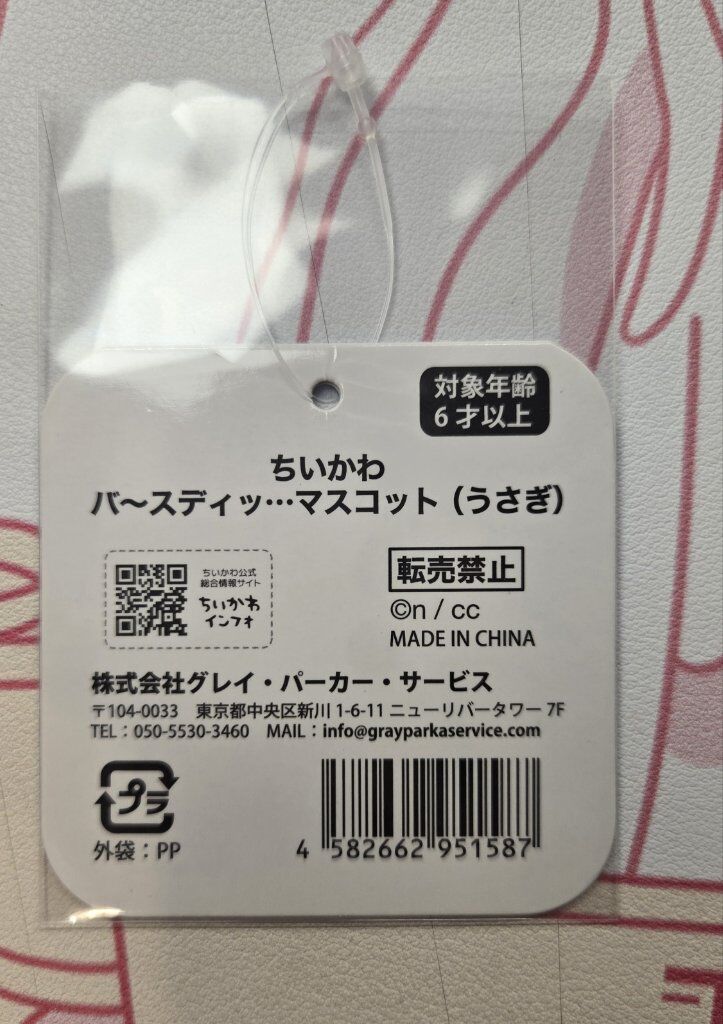 対象年齢
6才以上
ちいかわ
バ〜スディッ…マスコット（うさぎ）
ちいかわ公式
総合情報サイト
ちいかわ
インフォ
転売禁止
©n / cc
MADE IN CHINA
株式会社グレイ・パーカー・サービス
〒104-0033　東京都中央区新川 1-6-11 ニューリバータワー 7F
TEL：050-5530-3460　MAIL：info@grayparkaservice.com
プラ
外袋：PP
4 582662 951587